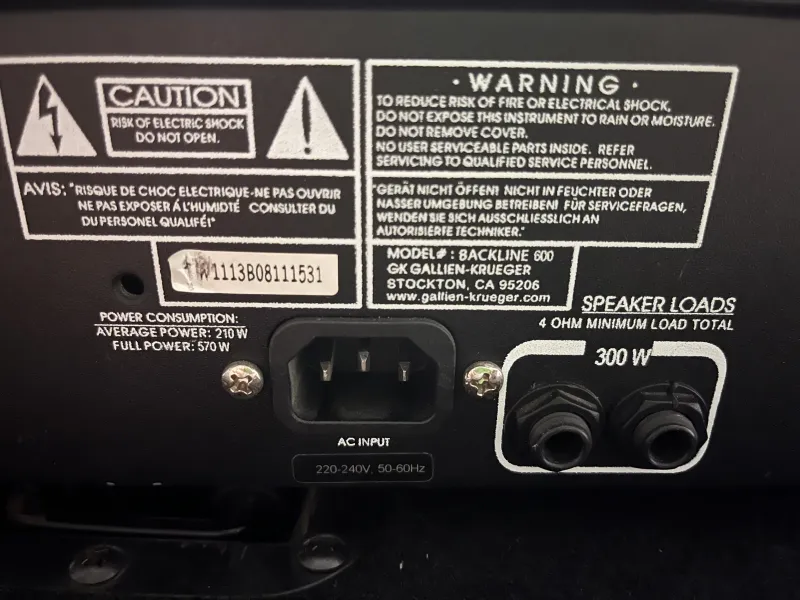 CAUTION
RISK OF ELECTRIC SHOCK
DO NOT OPEN.
AVIS: "RISQUE DE CHOC ELECTRIQUE-NE PAS OUVRIR
NE PAS EXPOSER Á L'HUMIDTÉ CONSULTER DU
DU PERSONEL QUALIFÉ!"
· WARNING ·
TO REDUCE RISK OF FIRE OR ELECTRICAL SHOCK,
DO NOT EXPOSE THIS INSTRUMENT TO RAIN OR MOISTURE.
DO NOT REMOVE COVER.
NO USER SERVICEABLE PARTS INSIDE. REFER
SERVICING TO QUALIFIED SERVICE PERSONNEL.
"GERÄT NICHT ÖFFEN! NICHT IN FEUCHTER ODER
NASSER UMGEBUNG BETREIBEN! FÜR SERVICEFRAGEN,
WENDEN SIE SICH AUSSCHLIESSLICH AN
AUTORISIERTE TECHNIKER."
W1113B08111531
MODEL#: BACKLINE 600
GK GALLIEN-KRUEGER
STOCKTON, CA 95206
www.gallien-krueger.com
POWER CONSUMPTION:
AVERAGE POWER: 210 W
FULL POWER: 570 W
SPEAKER LOADS
4 OHM MINIMUM LOAD TOTAL
300 W
AC INPUT
220-240V, 50-60Hz